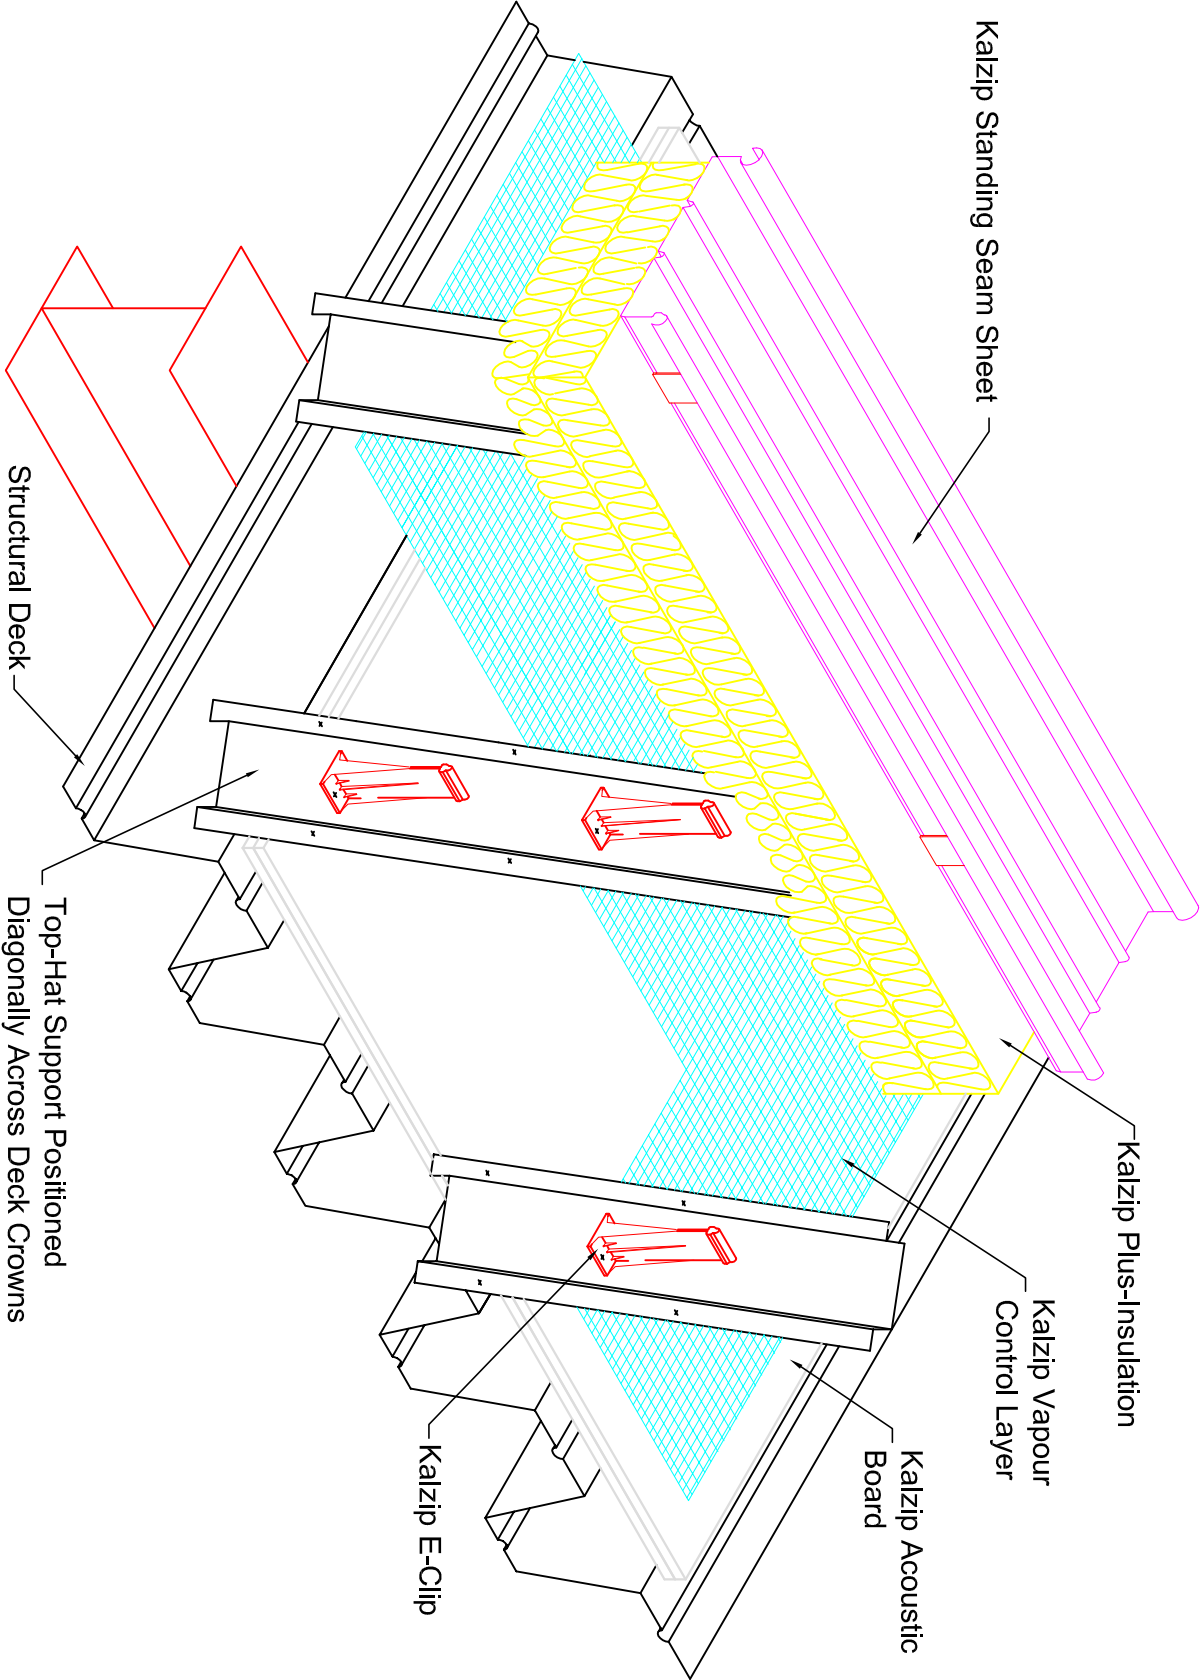 Kalzip Standing Seam Sheet
Kalzip Plus-Insulation
Kalzip Vapour
Control Layer
Kalzip Acoustic
Board
Kalzip E-Clip
Structural Deck
Top-Hat Support Positioned
Diagonally Across Deck Crowns